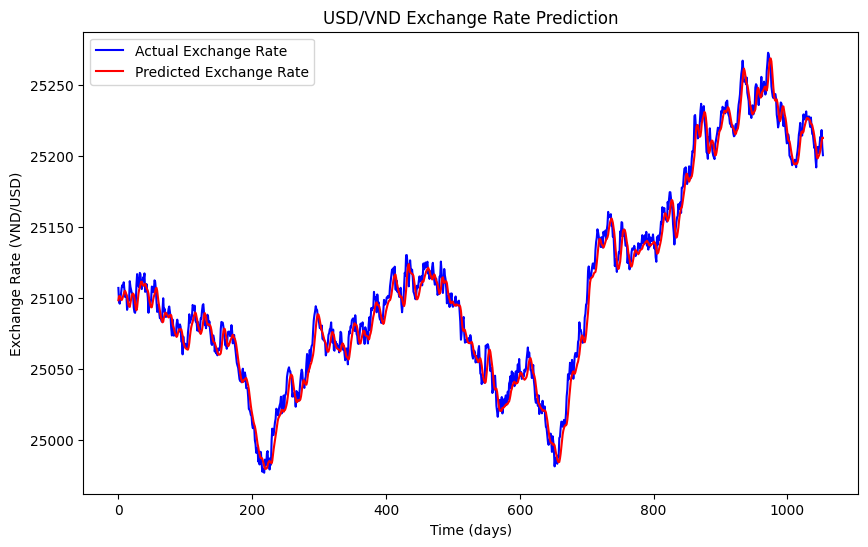 USD/VND Exchange Rate Prediction
Actual Exchange Rate
Predicted Exchange Rate
Exchange Rate (VND/USD)
25250
25200
25150
25100
25050
25000
0 200 400 600 800 1000
Time (days)